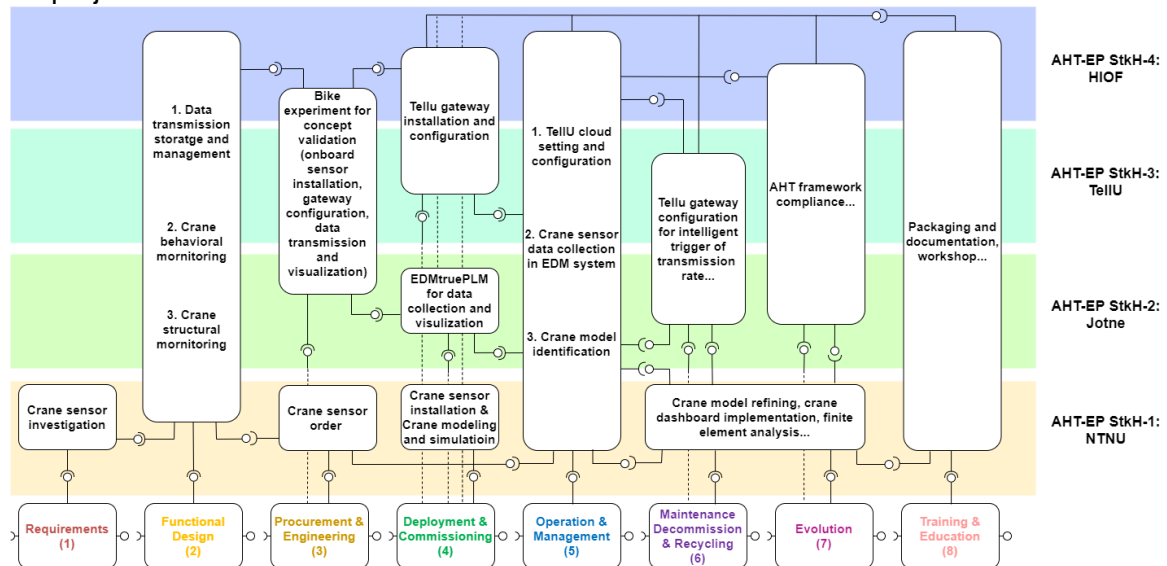 AHT-EP StkH-4:
HIOF
AHT-EP StkH-3:
TellU
AHT-EP StkH-2:
Jotne
AHT-EP StkH-1:
NTNU
1. Data
transmission
storatge and
management
2. Crane
behavioral
mornitoring
3. Crane
structural
mornitoring
Bike
experiment for
concept
validation
(onboard
sensor
installation,
gateway
configuration,
data
transmission
and
visualization)
Tellu gateway
installation and
configuration
1. TellU cloud
setting and
configuration
2. Crane sensor
data collection
in EDM system
3. Crane model
identification
Tellu gateway
configuration
for intelligent
trigger of
transmission
rate...
AHT framework
compliance...
Packaging and
documentation,
workshop...
EDMtruePLM
for data
collection and
visulization
Crane sensor
investigation
Crane sensor
order
Crane sensor
installation &
Crane modeling
and simulatioin
Crane model refining, crane
dashboard implementation, finite
element analysis...
Requirements
(1)
Functional
Design
(2)
Procurement &
Engineering
(3)
Deployment &
Commissioning
(4)
Operation &
Management
(5)
Maintenance
Decommission
& Recycling
(6)
Evolution
(7)
Training &
Education
(8)